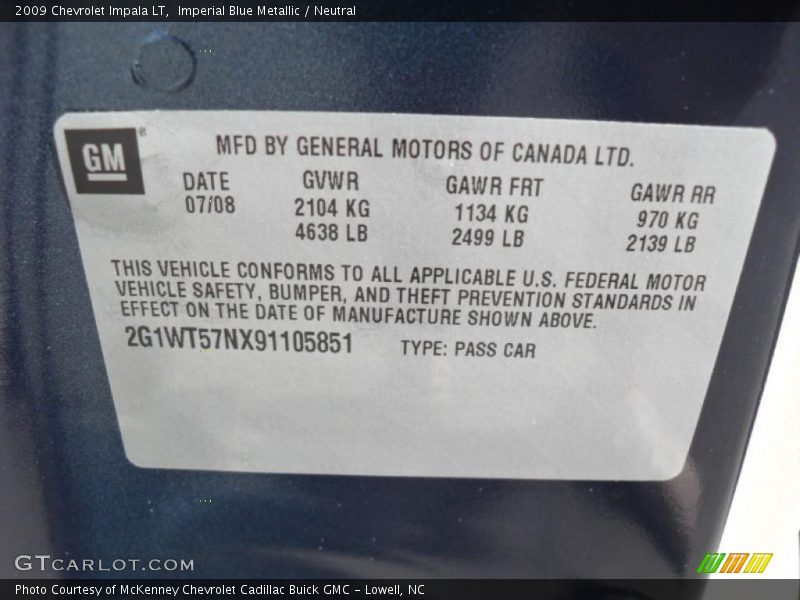 2009 Chevrolet Impala LT,  Imperial Blue Metallic / Neutral
GM®
MFD BY GENERAL MOTORS OF CANADA LTD.
DATE GVWR GAWR FRT GAWR RR
07/08 2104 KG 1134 KG 970 KG
4638 LB 2499 LB 2139 LB
THIS VEHICLE CONFORMS TO ALL APPLICABLE U.S. FEDERAL MOTOR
VEHICLE SAFETY, BUMPER, AND THEFT PREVENTION STANDARDS IN
EFFECT ON THE DATE OF MANUFACTURE SHOWN ABOVE.
2G1WT57NX91105851 TYPE: PASS CAR
GTCARLOT.COM
Photo Courtesy of McKenney Chevrolet Cadillac Buick GMC - Lowell, NC